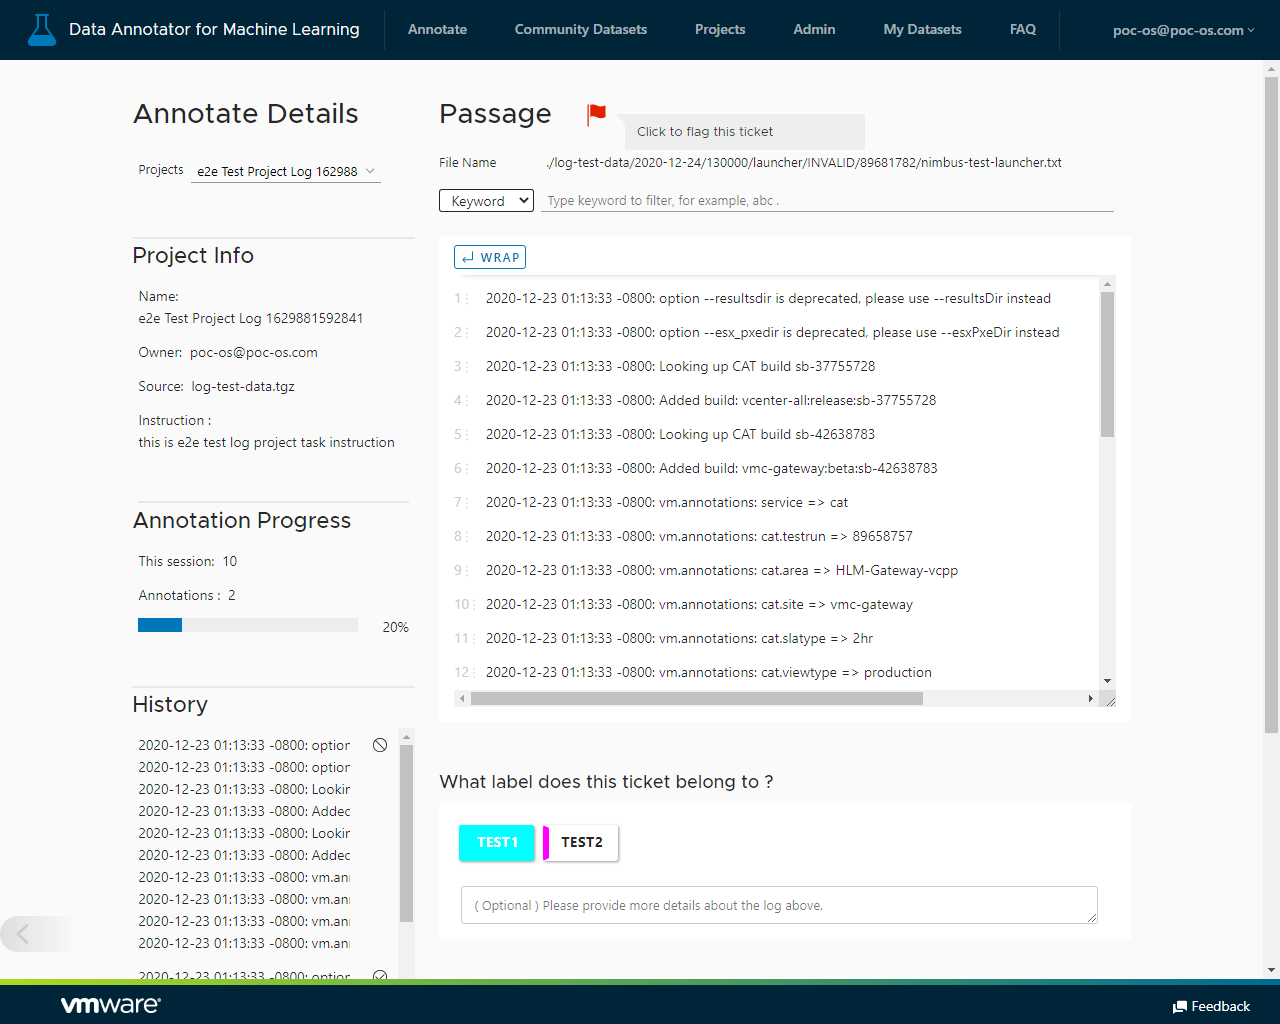 Data Annotator for Machine Learning
Annotate
Community Datasets
Projects
Admin
My Datasets
FAQ
poc-os@poc-os.com
Annotate Details
Projects
e2e Test Project Log 162988
Project Info
Name:
e2e Test Project Log 1629881592841
Owner: poc-os@poc-os.com
Source: log-test-data.tgz
Instruction :
this is e2e test log project task instruction
Annotation Progress
This session: 10
Annotations : 2
20%
History
2020-12-23 01:13:33 -0800: option
2020-12-23 01:13:33 -0800: option
2020-12-23 01:13:33 -0800: Lookin
2020-12-23 01:13:33 -0800: Added
2020-12-23 01:13:33 -0800: Lookin
2020-12-23 01:13:33 -0800: Added
2020-12-23 01:13:33 -0800: vm.an
2020-12-23 01:13:33 -0800: vm.an
2020-12-23 01:13:33 -0800: vm.an
2020-12-23 01:13:33 -0800: vm.an
2020-12-23 01:13:33 -0800: option
Passage
Click to flag this ticket
File Name
./log-test-data/2020-12-24/130000/launcher/INVALID/89681782/nimbus-test-launcher.txt
Keyword
Type keyword to filter, for example, abc .
WRAP
1 2020-12-23 01:13:33 -0800: option --resultsdir is deprecated, please use --resultsDir instead
2 2020-12-23 01:13:33 -0800: option --esx_pxedir is deprecated, please use --esxPxeDir instead
3 2020-12-23 01:13:33 -0800: Looking up CAT build sb-37755728
4 2020-12-23 01:13:33 -0800: Added build: vcenter-all:release:sb-37755728
5 2020-12-23 01:13:33 -0800: Looking up CAT build sb-42638783
6 2020-12-23 01:13:33 -0800: Added build: vmc-gateway:beta:sb-42638783
7 2020-12-23 01:13:33 -0800: vm.annotations: service => cat
8 2020-12-23 01:13:33 -0800: vm.annotations: cat.testrun => 89658757
9 2020-12-23 01:13:33 -0800: vm.annotations: cat.area => HLM-Gateway-vcpp
10 2020-12-23 01:13:33 -0800: vm.annotations: cat.site => vmc-gateway
11 2020-12-23 01:13:33 -0800: vm.annotations: cat.slatype => 2hr
12 2020-12-23 01:13:33 -0800: vm.annotations: cat.viewtype => production
What label does this ticket belong to ?
TEST1
TEST2
( Optional ) Please provide more details about the log above.
vmware
Feedback